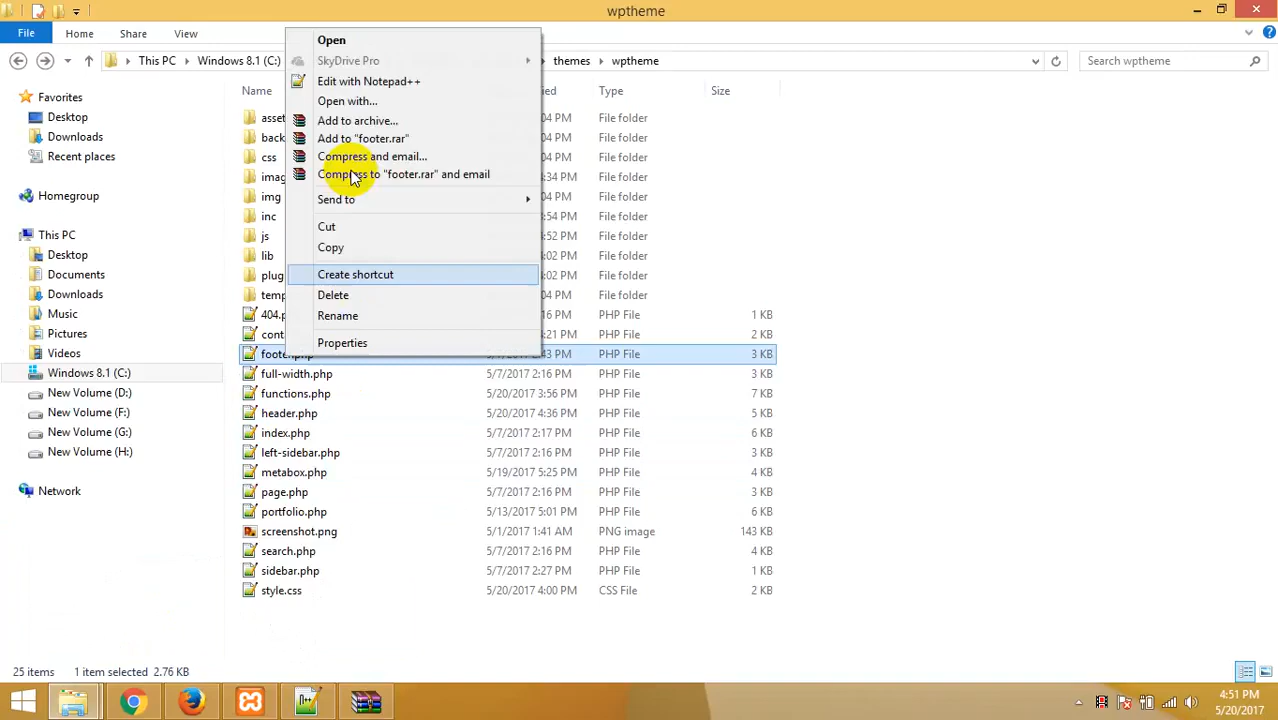 wptheme
File Home Share View
This PC Windows 8.1 (C:) themes wptheme Search wptheme
Favorites
Desktop
Downloads
Recent places
Homegroup
This PC
Desktop
Documents
Downloads
Music
Pictures
Videos
Windows 8.1 (C:)
New Volume (D:)
New Volume (F:)
New Volume (G:)
New Volume (H:)
Network
Open
SkyDrive Pro
Edit with Notepad++
Open with...
Add to archive...
Add to "footer.rar"
Compress and email...
Compress to "footer.rar" and email
Send to
Cut
Copy
Create shortcut
Delete
Rename
Properties
Name Type Size
File folder
File folder
css File folder
File folder
img File folder
inc File folder
js File folder
lib File folder
File folder
File folder
PHP File 1 KB
PHP File 2 KB
footer.php PHP File 3 KB
full-width.php 5/7/2017 2:16 PM PHP File 3 KB
functions.php 5/20/2017 3:56 PM PHP File 7 KB
header.php 5/20/2017 4:36 PM PHP File 5 KB
index.php 5/7/2017 2:17 PM PHP File 6 KB
left-sidebar.php 5/7/2017 2:16 PM PHP File 3 KB
metabox.php 5/19/2017 5:25 PM PHP File 4 KB
page.php 5/7/2017 2:16 PM PHP File 3 KB
portfolio.php 5/13/2017 5:01 PM PHP File 6 KB
screenshot.png 5/1/2017 1:41 AM PNG image 143 KB
search.php 5/7/2017 2:16 PM PHP File 4 KB
sidebar.php 5/7/2017 2:27 PM PHP File 1 KB
style.css 5/20/2017 4:00 PM CSS File 2 KB
25 items 1 item selected 2.76 KB
4:51 PM
5/20/2017